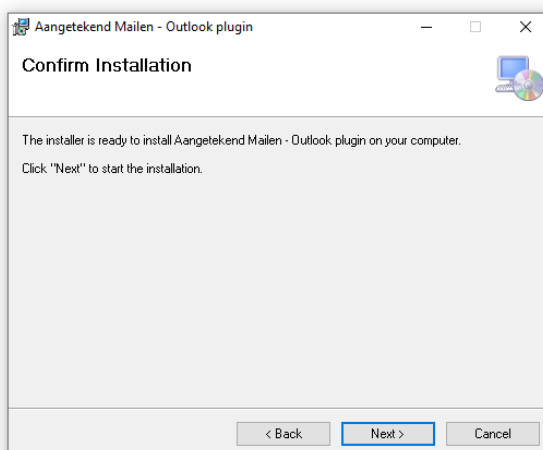 Aangetekend Mailen - Outlook plugin
Confirm Installation
The installer is ready to install Aangetekend Mailen - Outlook plugin on your computer.
Click "Next" to start the installation.
< Back
Next >
Cancel